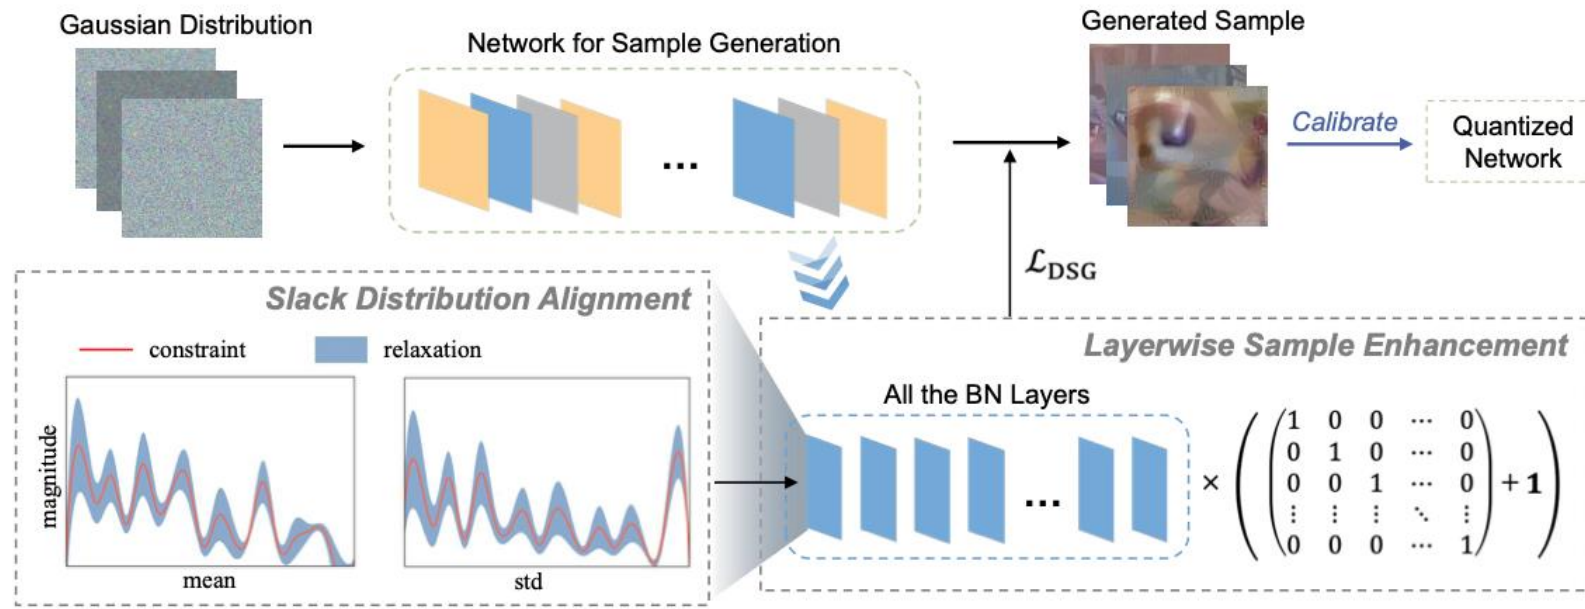 Gaussian Distribution
Network for Sample Generation
Generated Sample
...
Calibrate
Quantized
Network
ℒDSG
Slack Distribution Alignment
constraint
relaxation
magnitude
mean
std
Layerwise Sample Enhancement
All the BN Layers
...
× ( ( 1 0 0 ⋯ 0
0 1 0 ⋯ 0
0 0 1 ⋯ 0
⋮ ⋮ ⋮ ⋱ ⋮
0 0 0 ⋯ 1 ) + 1 )